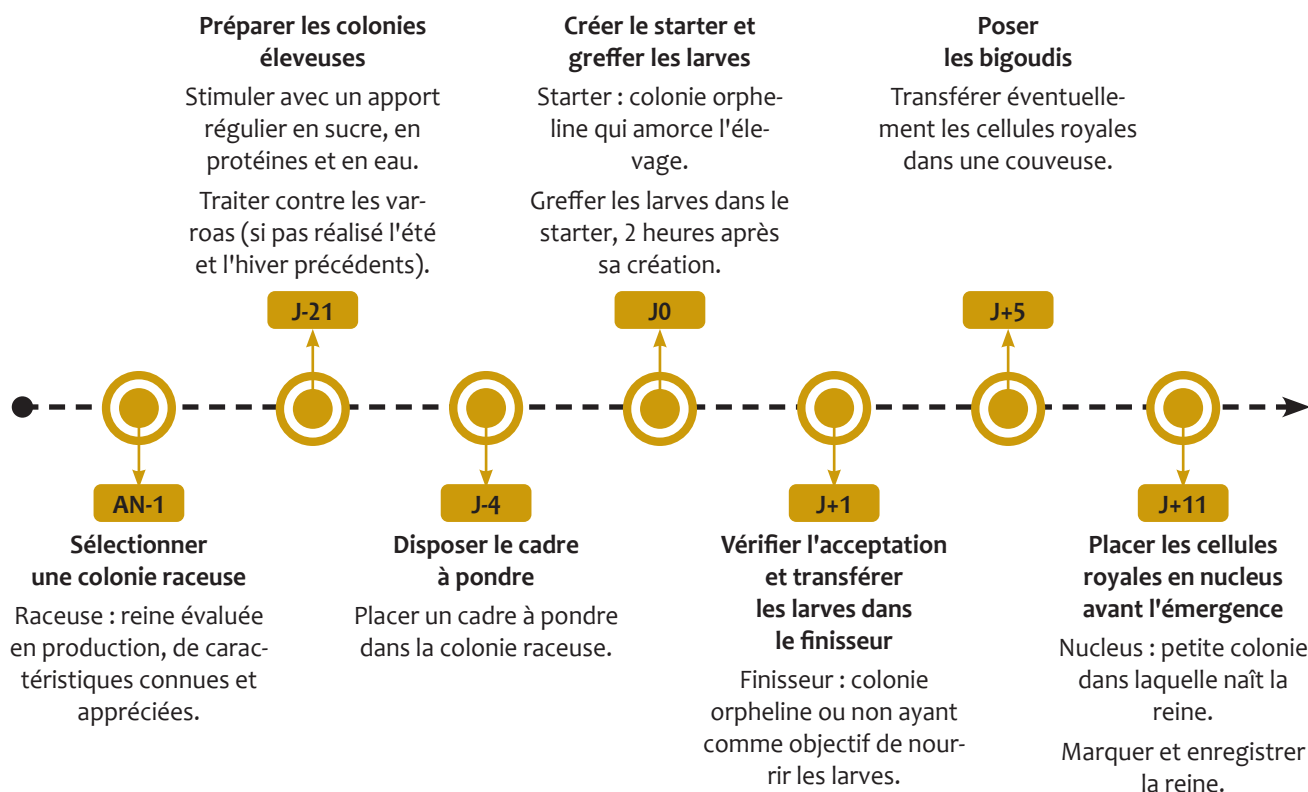 Préparer les colonies
éleveuses
Stimuler avec un apport
régulier en sucre, en
protéines et en eau.
Traiter contre les var-
roas (si pas réalisé l'été
et l'hiver précédents).
J-21
Créer le starter et
greffer les larves
Starter : colonie orphe-
line qui amorce l'éle-
vage.
Greffer les larves dans le
starter, 2 heures après
sa création.
J0
Poser
les bigoudis
Transférer éventuelle-
ment les cellules royales
dans une couveuse.
J+5
AN-1
Sélectionner
une colonie raceuse
Raceuse : reine évaluée
en production, de carac-
téristiques connues et
appréciées.
J-4
Disposer le cadre
à pondre
Placer un cadre à pondre
dans la colonie raceuse.
J+1
Vérifier l'acceptation
et transférer
les larves dans
le finisseur
Finisseur : colonie
orpheline ou non ayant
comme objectif de nour-
rir les larves.
J+11
Placer les cellules
royales en nucleus
avant l'émergence
Nucleus : petite colonie
dans laquelle naît la
reine.
Marquer et enregistrer
la reine.